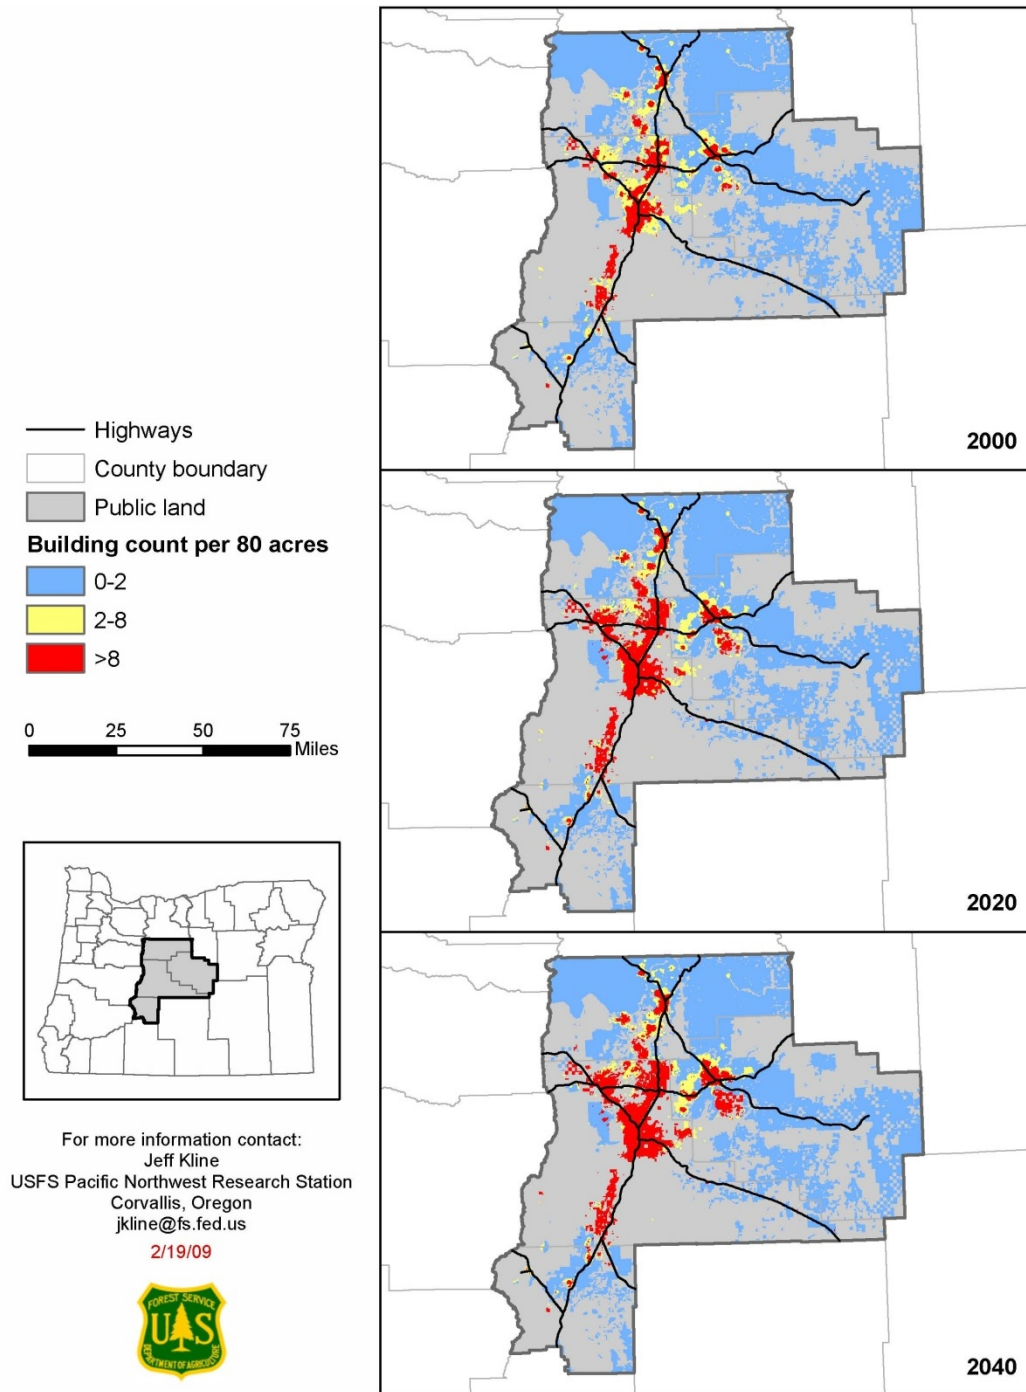 2000
Highways
County boundary
Public land
Building count per 80 acres
0-2
2-8
>8
0 25 50 75
Miles
2020
For more information contact:
Jeff Kline
USFS Pacific Northwest Research Station
Corvallis, Oregon
jkline@fs.fed.us
2/19/09
FOREST SERVICE
U S
DEPARTMENT OF AGRICULTURE
2040